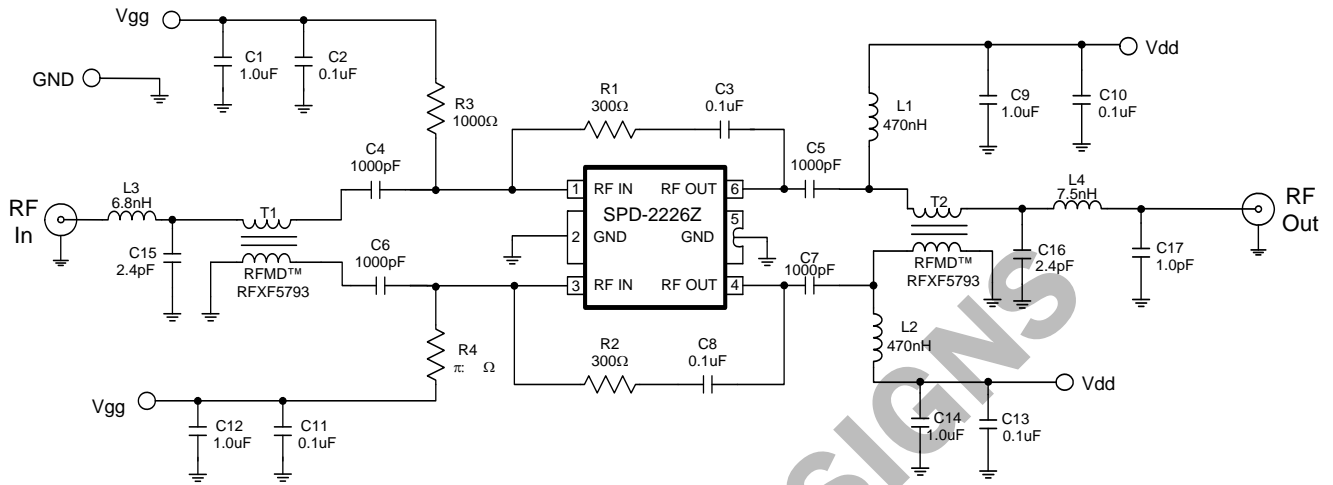 Vgg
C1
1.0uF
C2
0.1uF
GND
R3
1000Ω
R1
300Ω
C3
0.1uF
L1
470nH
C9
1.0uF
C10
0.1uF
Vdd
C4
1000pF
C5
1000pF
RF
In
L3
6.8nH
T1
C15
2.4pF
RFMD™
RFXF5793
C6
1000pF
1
RF IN
RF OUT
6
SPD-2226Z
2
GND
5
GND
3
RF IN
RF OUT
4
C7
1000pF
T2
RFMD™
RFXF5793
L4
7.5nH
C16
2.4pF
C17
1.0pF
RF
Out
R4
π: Ω
R2
300Ω
C8
0.1uF
L2
470nH
Vdd
Vgg
C12
1.0uF
C11
0.1uF
C14
1.0uF
C13
0.1uF
SIGNS